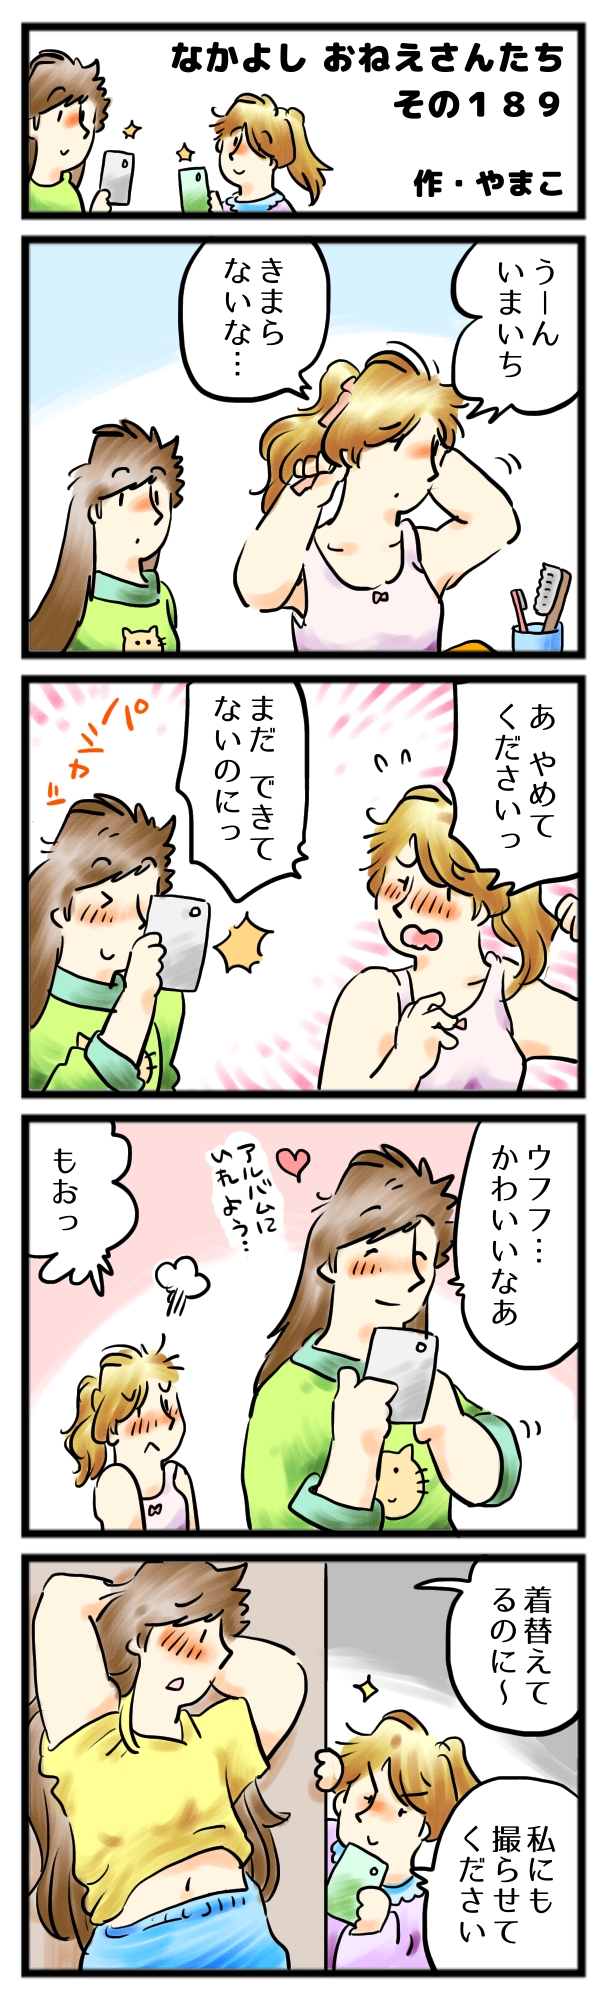 なかよし おねえさんたち
その１８９
作・やまこ
うーん
いまいち
きまら
ないな…
あ やめて
くださいっ
まだ できて
ないのにっ
パシャカシャ
ウフフ…
かわいいなあ
アルバムに
いれよう…
もおっ
着替えて
るのに～
私にも
撮らせて
ください